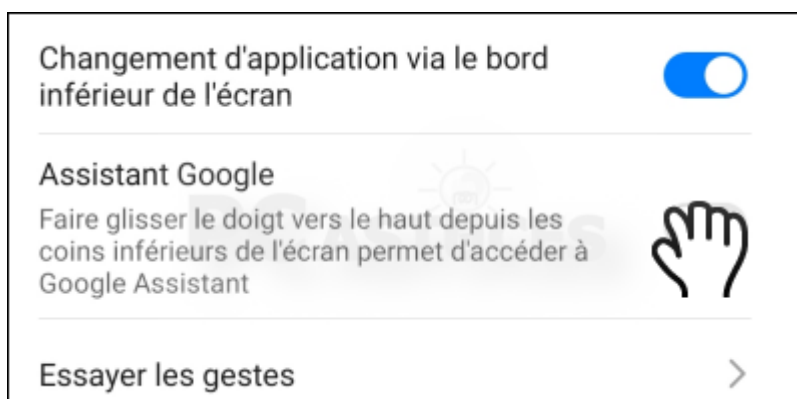 Changement d'application via le bord
inférieur de l'écran
Assistant Google
Faire glisser le doigt vers le haut depuis les
coins inférieurs de l'écran permet d'accéder à
Google Assistant
Essayer les gestes